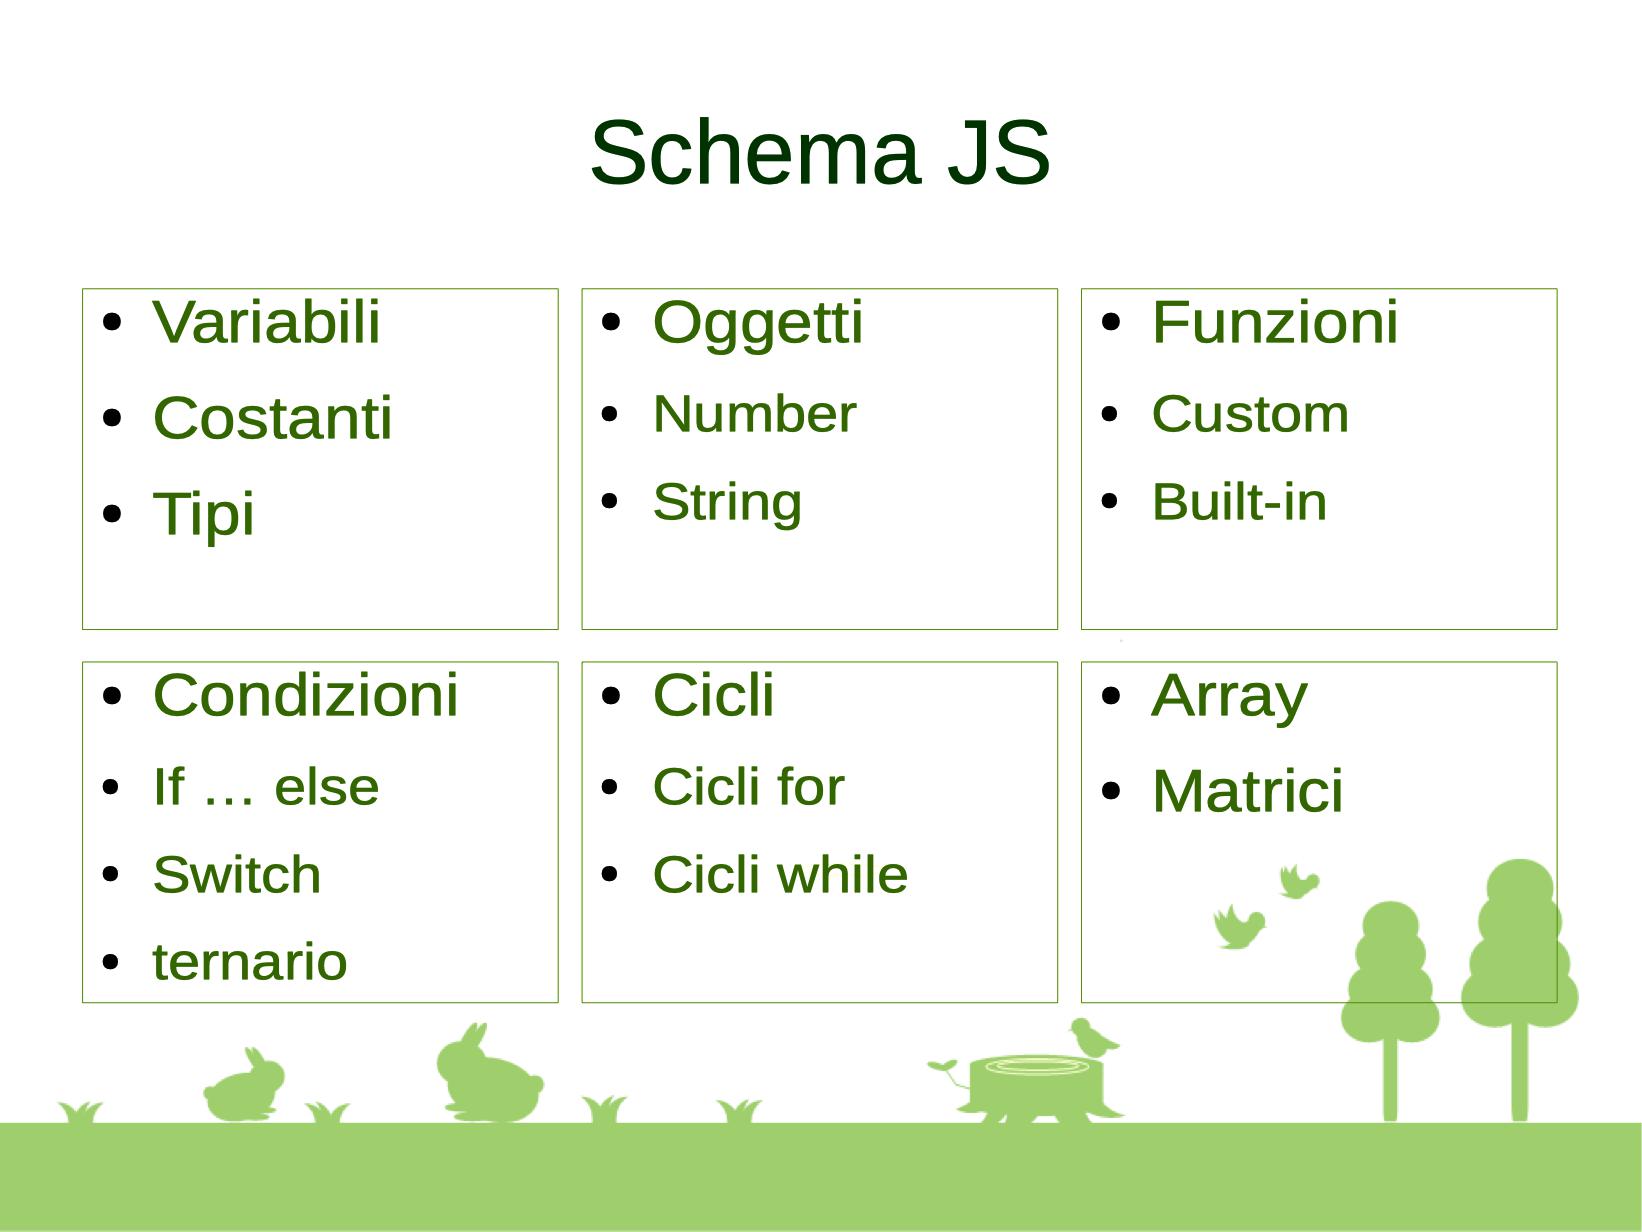 Schema JS
• Variabili
• Costanti
• Tipi
• Oggetti
• Number
• String
• Funzioni
• Custom
• Built-in
• Condizioni
• If … else
• Switch
• ternario
• Cicli
• Cicli for
• Cicli while
• Array
• Matrici